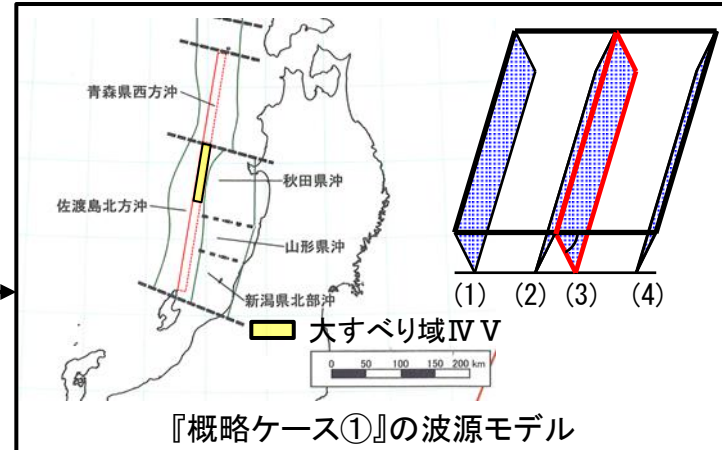 青森県西方沖
秋田県沖
佐渡島北方沖
山形県沖
新潟県北部沖
大すべり域ⅣⅤ
0 50 100 150 200 km
(1) (2) (3) (4)
『概略ケース①』の波源モデル